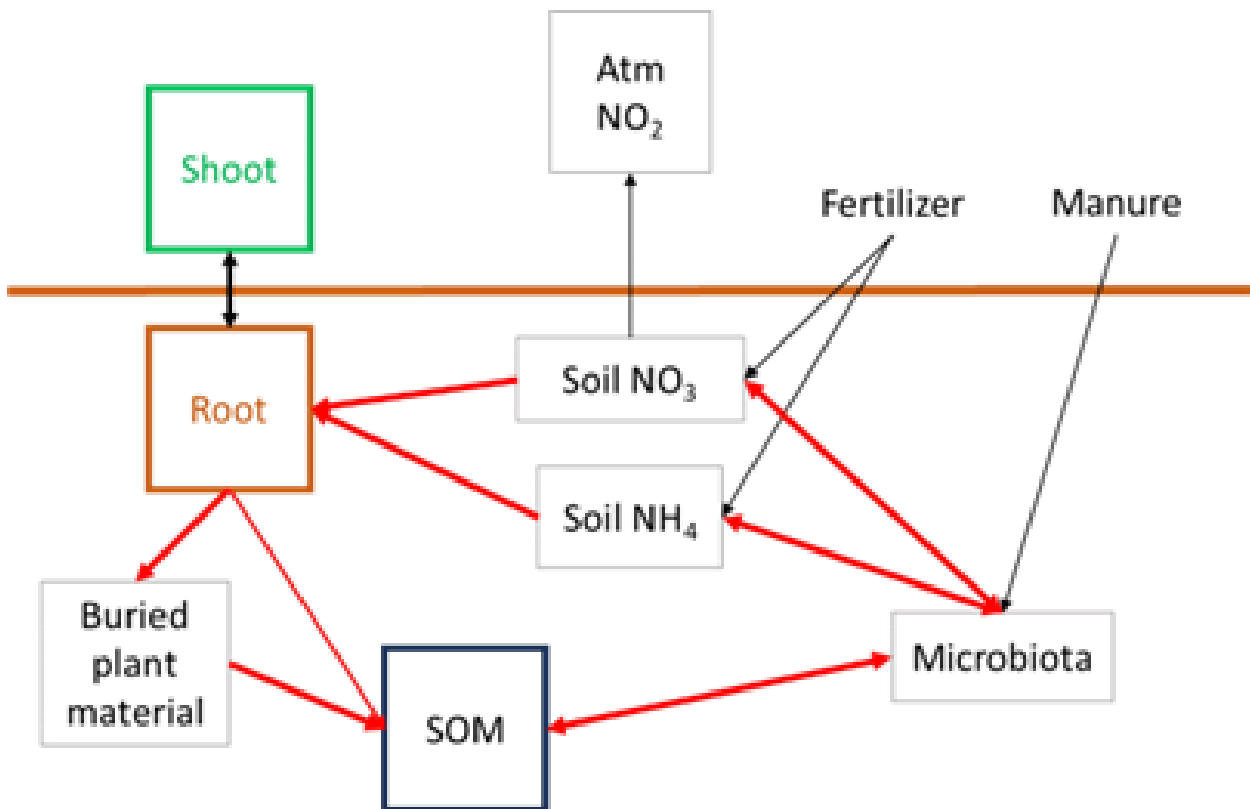 Atm
NO₂
Shoot
Fertilizer
Manure
Soil NO₃
Root
Soil NH₄
Buried
plant
material
Microbiota
SOM